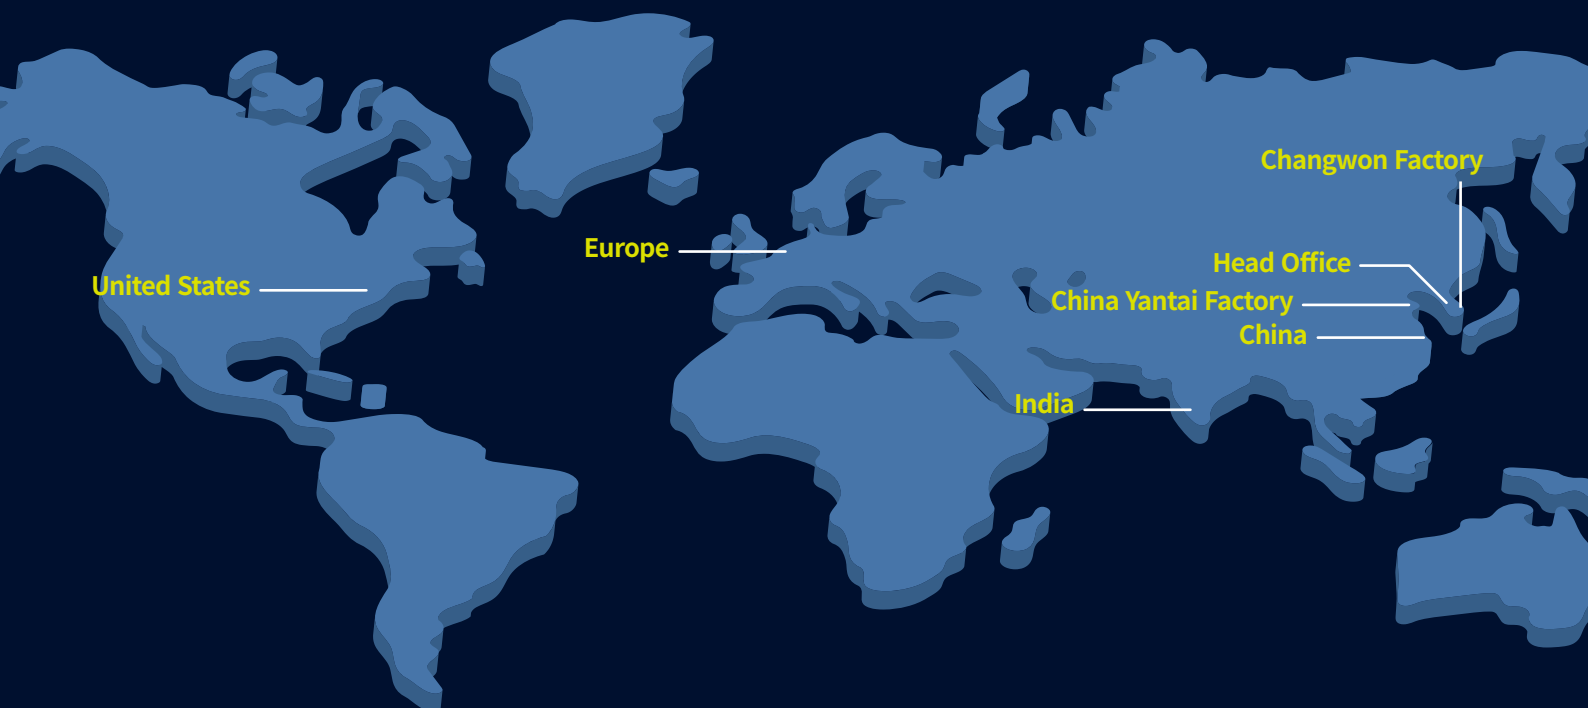 Changwon Factory
Europe
Head Office
United States
China Yantai Factory
China
India